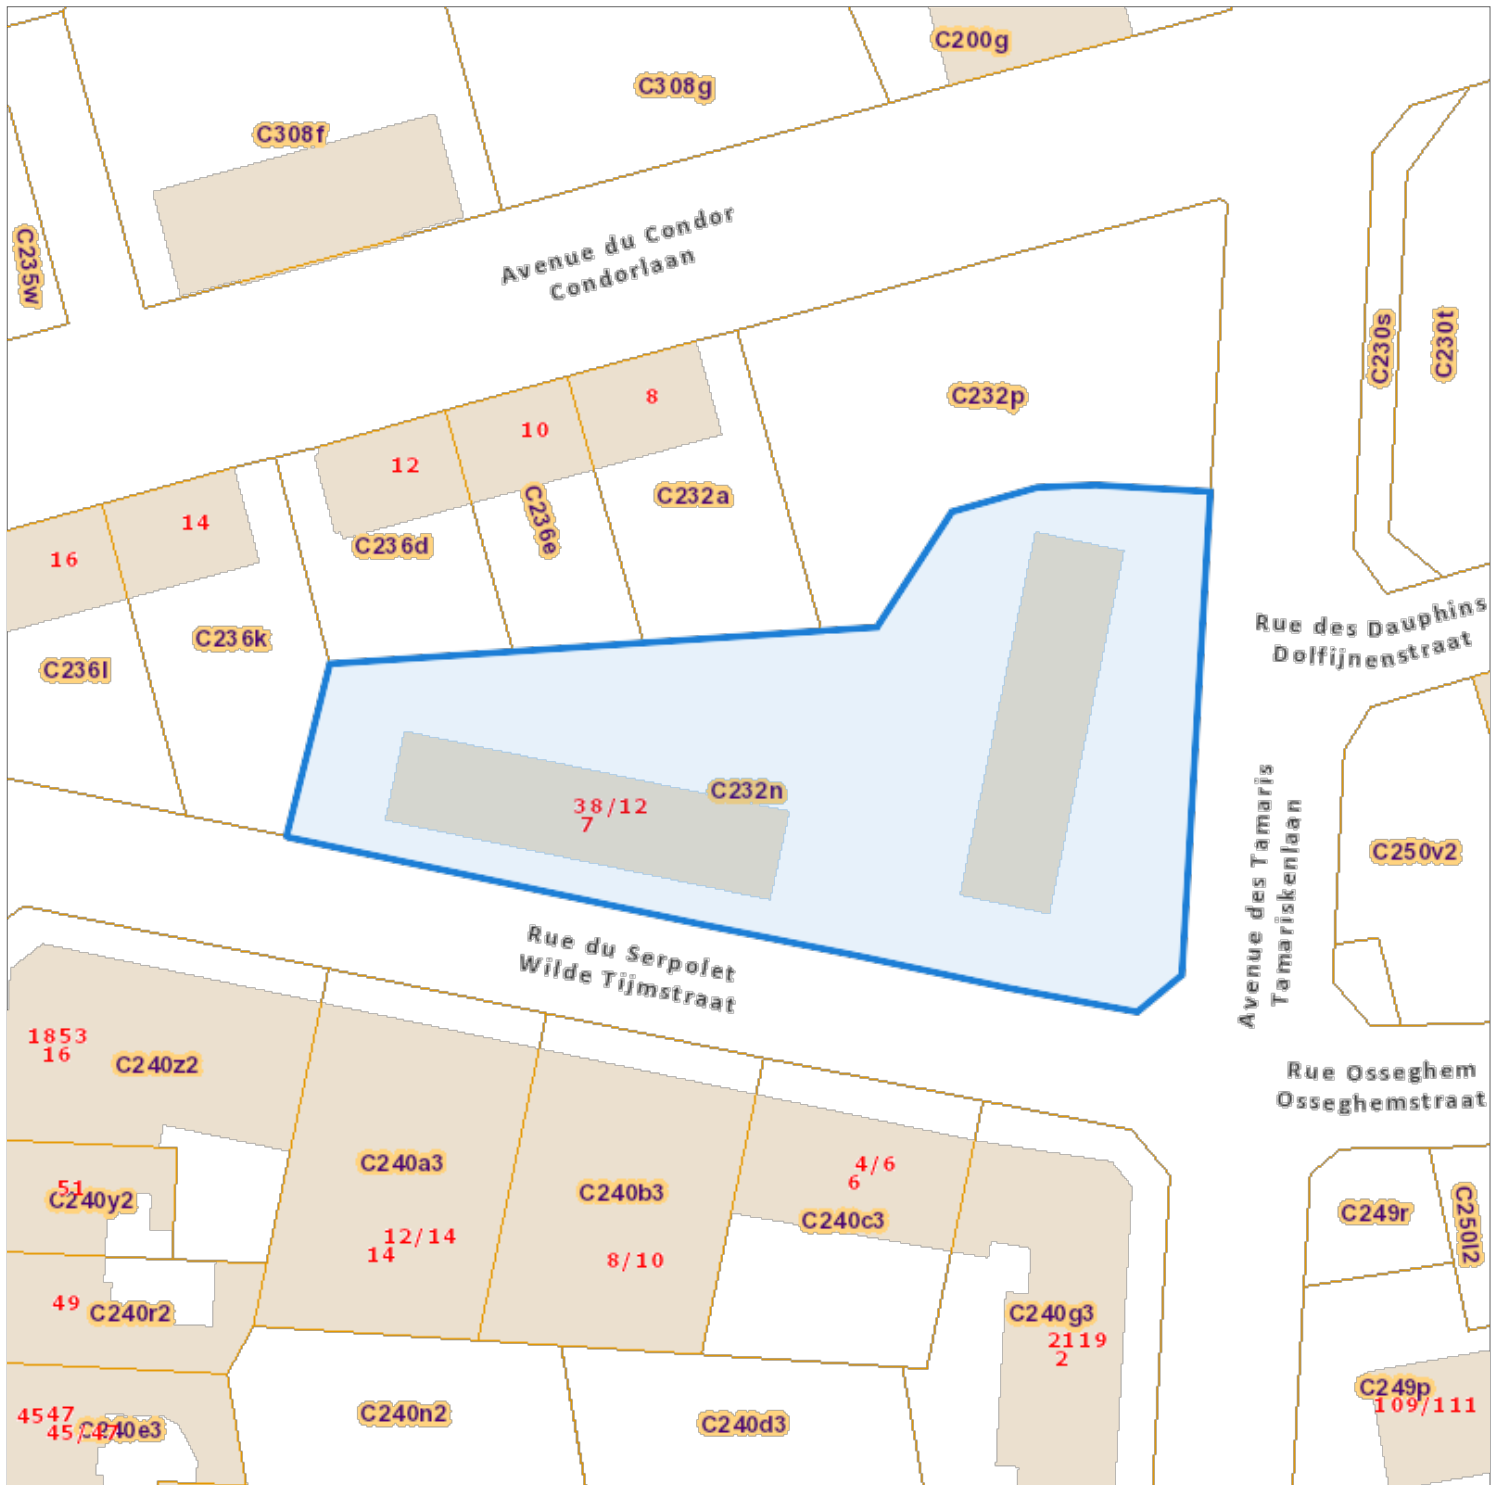 C200g
C308g
C308f
Avenue du Condor
Condorlaan
C235w
C230s
C230t
8
C232p
10
12
C232a
C236e
14
C236d
16
C236k
C236l
Rue des Dauphins
Dolfijnenstraat
C232n
38/12
7
C250v2
Avenue des Tamaris
Tamariskenlaan
Rue du Serpolet
Wilde Tijmstraat
1853
16
C240z2
Rue Osseghem
Osseghemstraat
C240a3
C240b3
4/6
6
C240c3
51
C240y2
12/14
14
8/10
C249r
C250l2
49
C240r2
C240g3
2119
2
C249p
109/111
4547
45/47
C240e3
C240n2
C240d3